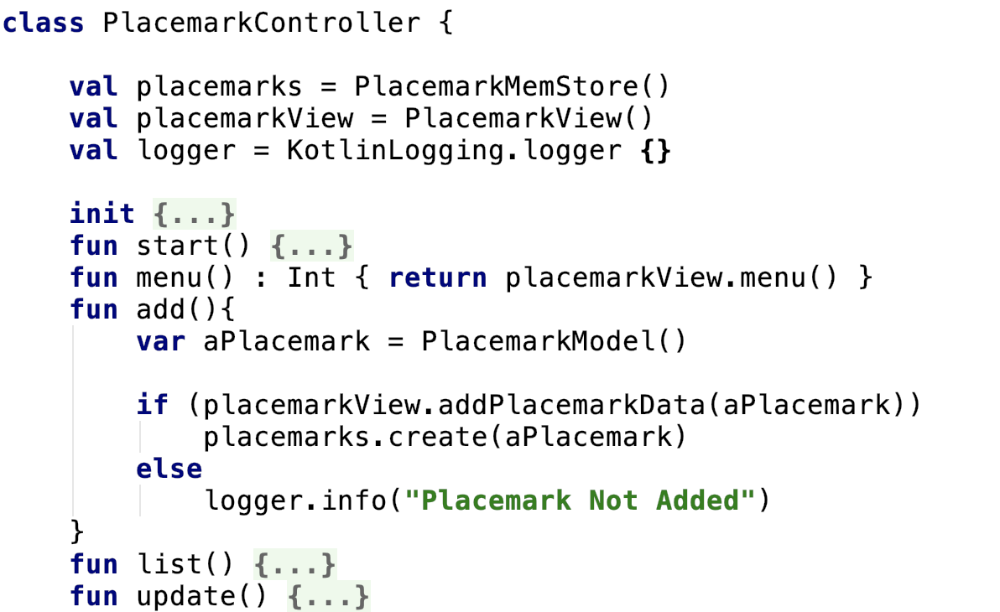 class PlacemarkController {
val placemarks = PlacemarkMemStore()
val placemarkView = PlacemarkView()
val logger = KotlinLogging.logger {}
init {...}
fun start() {...}
fun menu() : Int { return placemarkView.menu() }
fun add(){
var aPlacemark = PlacemarkModel()
if (placemarkView.addPlacemarkData(aPlacemark))
placemarks.create(aPlacemark)
else
logger.info("Placemark Not Added")
}
fun list() {...}
fun update() {...}